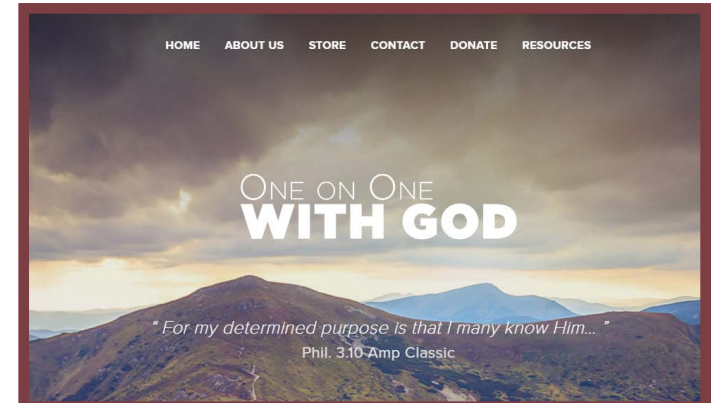 HOME ABOUT US STORE CONTACT DONATE RESOURCES
ONE ON ONE
WITH GOD
“ For my determined purpose is that I many know Him... ”
Phil. 3.10 Amp Classic